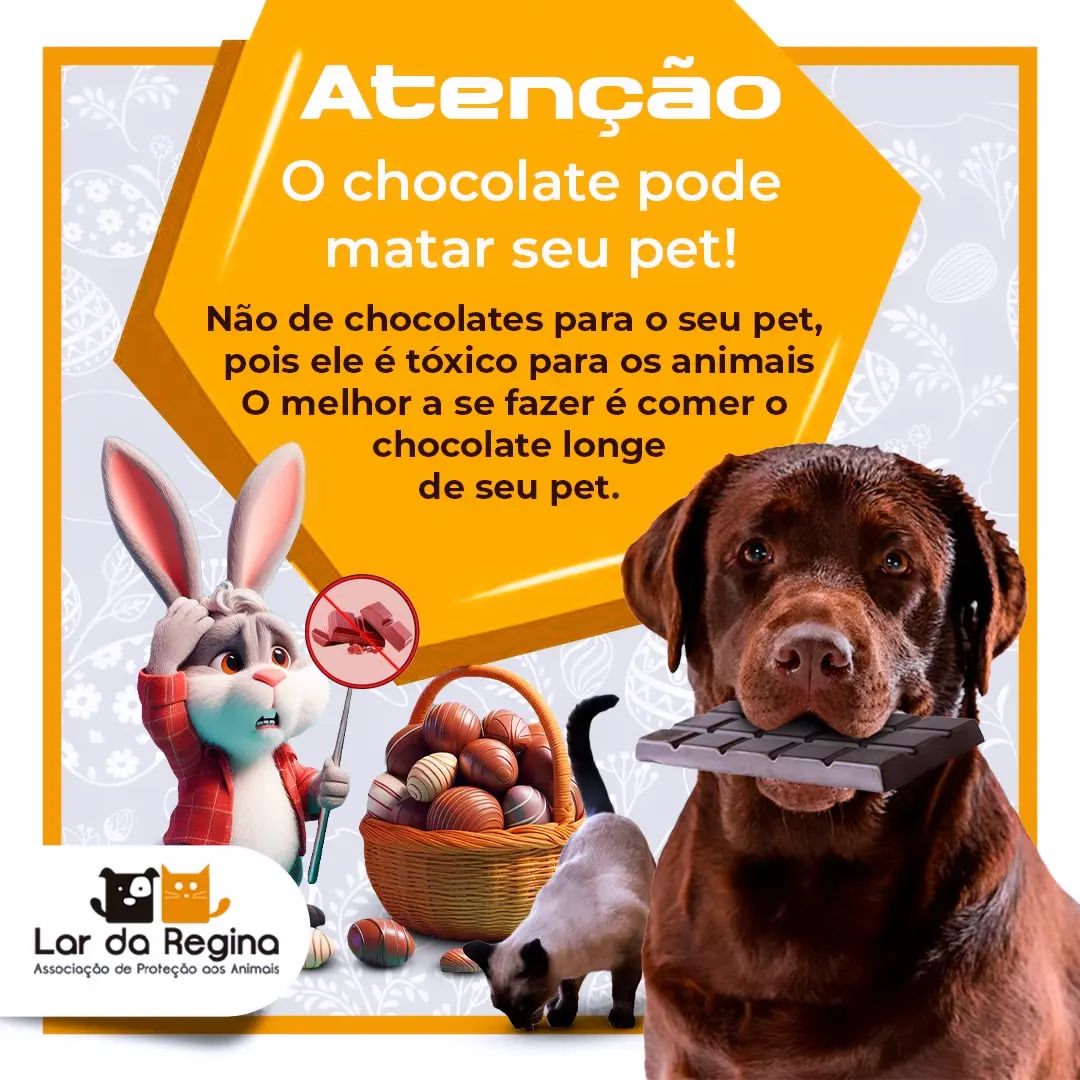 Atenção
O chocolate pode
matar seu pet!
Não de chocolates para o seu pet,
pois ele é tóxico para os animais
O melhor a se fazer é comer o
chocolate longe
de seu pet.
Lar da Regina
Associação de Proteção aos Animais